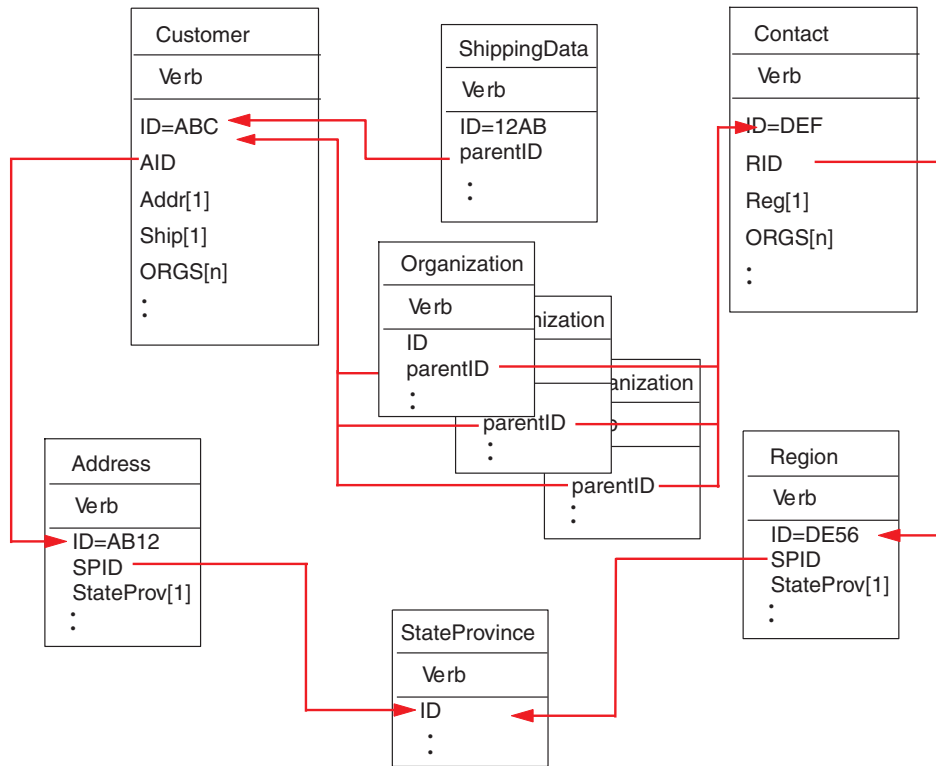 Customer
Verb
ID=ABC
AID
Addr[1]
Ship[1]
ORGS[n]
:
ShippingData
Verb
ID=12AB
parentID
:
Contact
Verb
ID=DEF
RID
Reg[1]
ORGS[n]
:
Organization
Verb
ID
parentID
:
nization
parentID
:
anization
parentID
:
Address
Verb
ID=AB12
SPID
StateProv[1]
:
Region
Verb
ID=DE56
SPID
StateProv[1]
:
StateProvince
Verb
ID
: